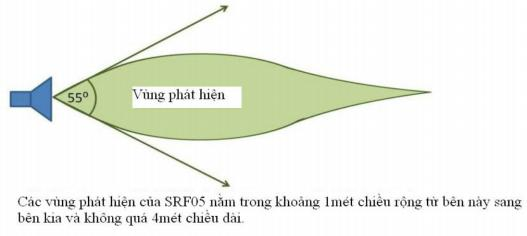 55⁰
Vùng phát hiện
Các vùng phát hiện của SRF05 nằm trong khoảng 1mét chiều rộng từ bên này sang
bên kia và không quá 4mét chiều dài.